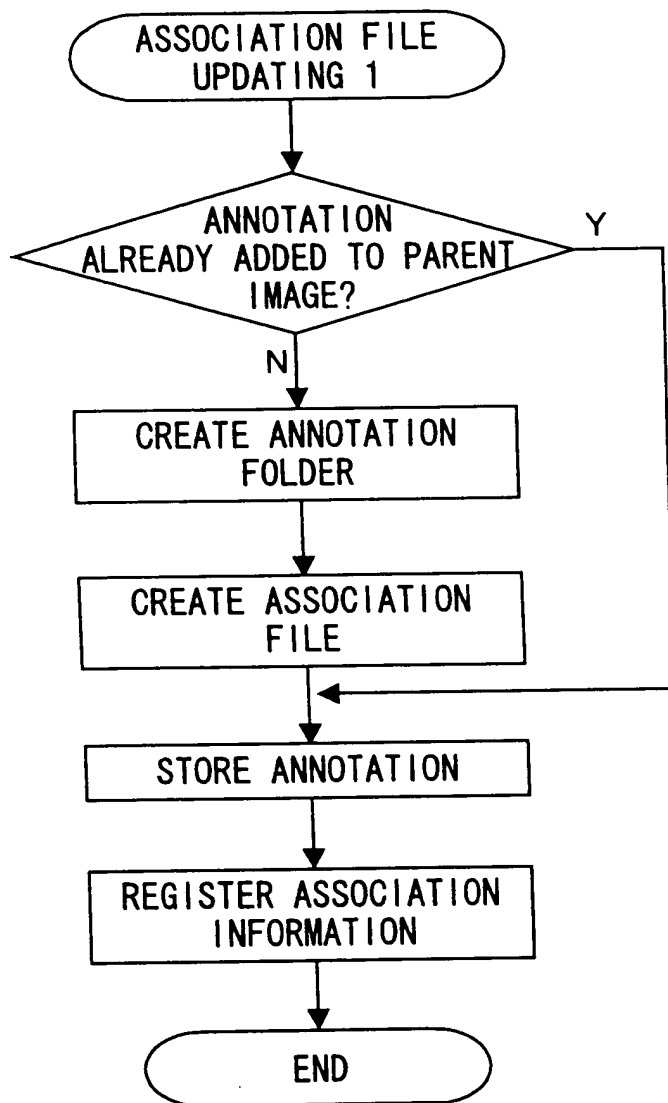 ASSOCIATION FILE
UPDATING 1
ANNOTATION
ALREADY ADDED TO PARENT
IMAGE?
Y
N
CREATE ANNOTATION
FOLDER
CREATE ASSOCIATION
FILE
STORE ANNOTATION
REGISTER ASSOCIATION
INFORMATION
END